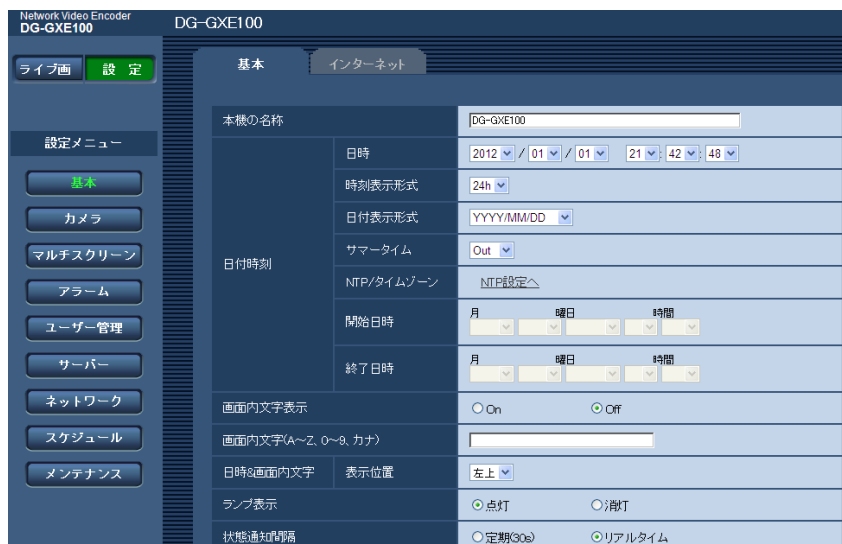 Network Video Encoder
DG-GXE100
DG-GXE100
ライブ画
設 定
基本
インターネット
設定メニュー
基本
カメラ
マルチスクリーン
アラーム
ユーザー管理
サーバー
ネットワーク
スケジュール
メンテナンス
本機の名称
DG-GXE100
日付時刻
日時
2012 / 01 / 01 21 : 42 : 48
時刻表示形式
24h
日付表示形式
YYYY/MM/DD
サマータイム
Out
NTP/タイムゾーン
NTP設定へ
開始日時
月 曜日 時間
終了日時
月 曜日 時間
画面内文字表示
On Off
画面内文字(A～Z、0～9、カナ)
日時&画面内文字
表示位置
左上
ランプ表示
点灯 消灯
状態通知間隔
定期(30s) リアルタイム